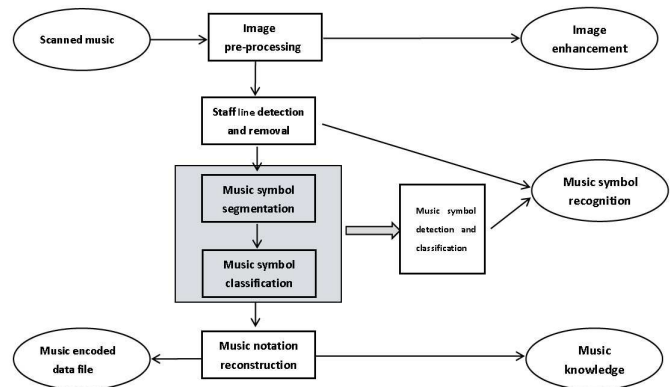 Scanned music
Image
pre-processing
Image
enhancement
Staff line detection
and removal
Music symbol
segmentation
Music symbol
classification
Music symbol
detection and
classification
Music symbol
recognition
Music encoded
data file
Music notation
reconstruction
Music
knowledge